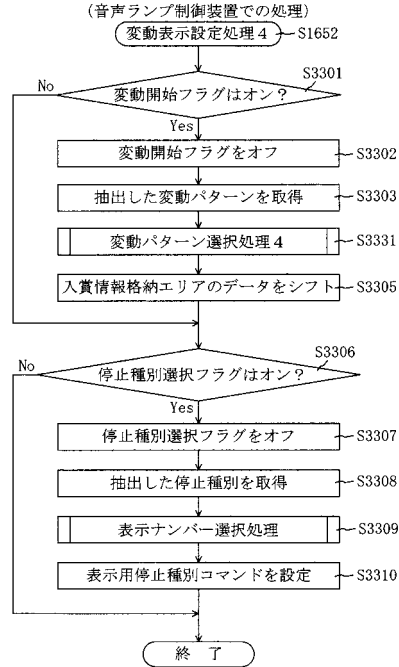 (音声ランプ制御装置での処理)
変動表示設定処理4 S1652
S3301
No 変動開始フラグはオン?
Yes
変動開始フラグをオフ S3302
抽出した変動パターンを取得 S3303
変動パターン選択処理4 S3331
入賞情報格納エリアのデータをシフト S3305
S3306
No 停止種別選択フラグはオン?
Yes
停止種別選択フラグをオフ S3307
抽出した停止種別を取得 S3308
表示ナンバー選択処理 S3309
表示用停止種別コマンドを設定 S3310
終了